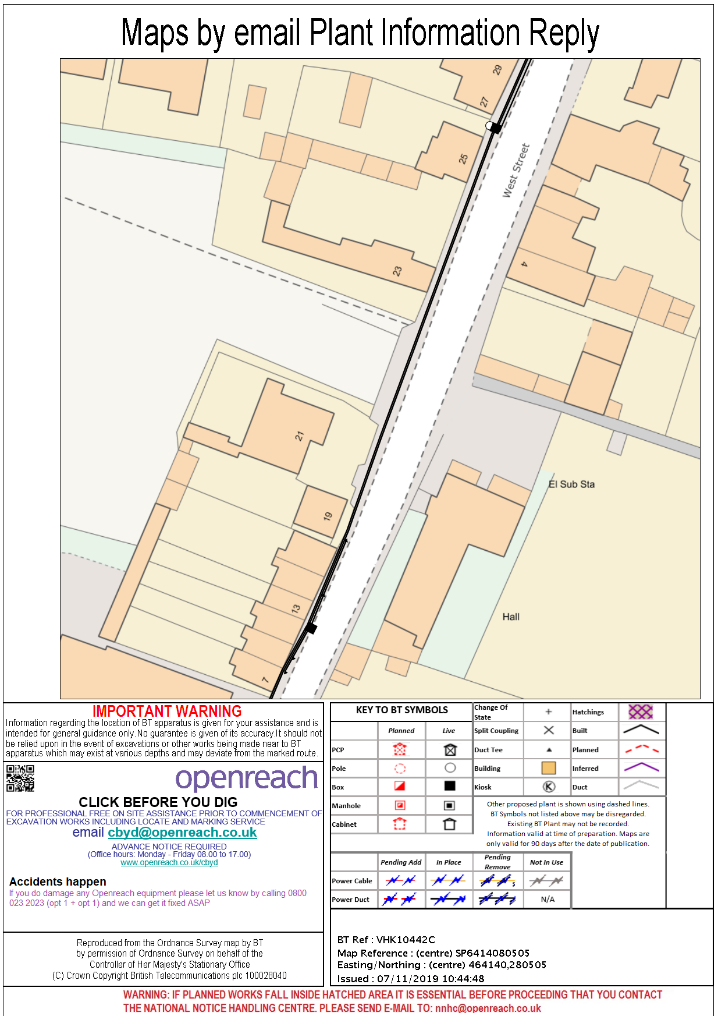 Maps by email Plant Information Reply
29
27
25
West Street
23
4
21
El Sub Sta
19
13
Hall
7
IMPORTANT WARNING
Information regarding the location of BT apparatus is given for your assistance and is
intended for general guidance only. No guarantee is given of its accuracy. It should not
be relied upon in the event of excavations or other works being made near to BT
apparatus which may exist at various depths and may deviate from the marked route.
openreach
CLICK BEFORE YOU DIG
FOR PROFESSIONAL FREE ON SITE ASSISTANCE PRIOR TO COMMENCEMENT OF
EXCAVATION WORKS INCLUDING LOCATE AND MARKING SERVICE
email cbyd@openreach.co.uk
ADVANCE NOTICE REQUIRED
(Office hours: Monday - Friday 08.00 to 17.00)
www.openreach.co.uk/cbyd
Accidents happen
If you do damage any Openreach equipment please let us know by calling 0800
023 2023 (opt 1 + opt 1) and we can get it fixed ASAP
Reproduced from the Ordnance Survey map by BT
by permission of Ordnance Survey on behalf of the
Controller of Her Majesty's Stationary Office
(C) Crown Copyright British Telecommunications plc 100028040
KEY TO BT SYMBOLS
Change Of State + Hatchings
Planned Live Split Coupling Built
PCP Duct Tee Planned
Pole Building Inferred
Box Kiosk K Duct
Manhole
Cabinet
Other proposed plant is shown using dashed lines.
BT Symbols not listed above may be disregarded.
Existing BT Plant may not be recorded.
Information valid at time of preparation. Maps are
only valid for 90 days after the date of publication.
Pending Add In Place Pending Remove Not In Use
Power Cable
Power Duct N/A
BT Ref : VHK10442C
Map Reference : (centre) SP6414080505
Easting/Northing : (centre) 464140,280505
Issued : 07/11/2019 10:44:48
WARNING: IF PLANNED WORKS FALL INSIDE HATCHED AREA IT IS ESSENTIAL BEFORE PROCEEDING THAT YOU CONTACT
THE NATIONAL NOTICE HANDLING CENTRE. PLEASE SEND E-MAIL TO: nnhc@openreach.co.uk